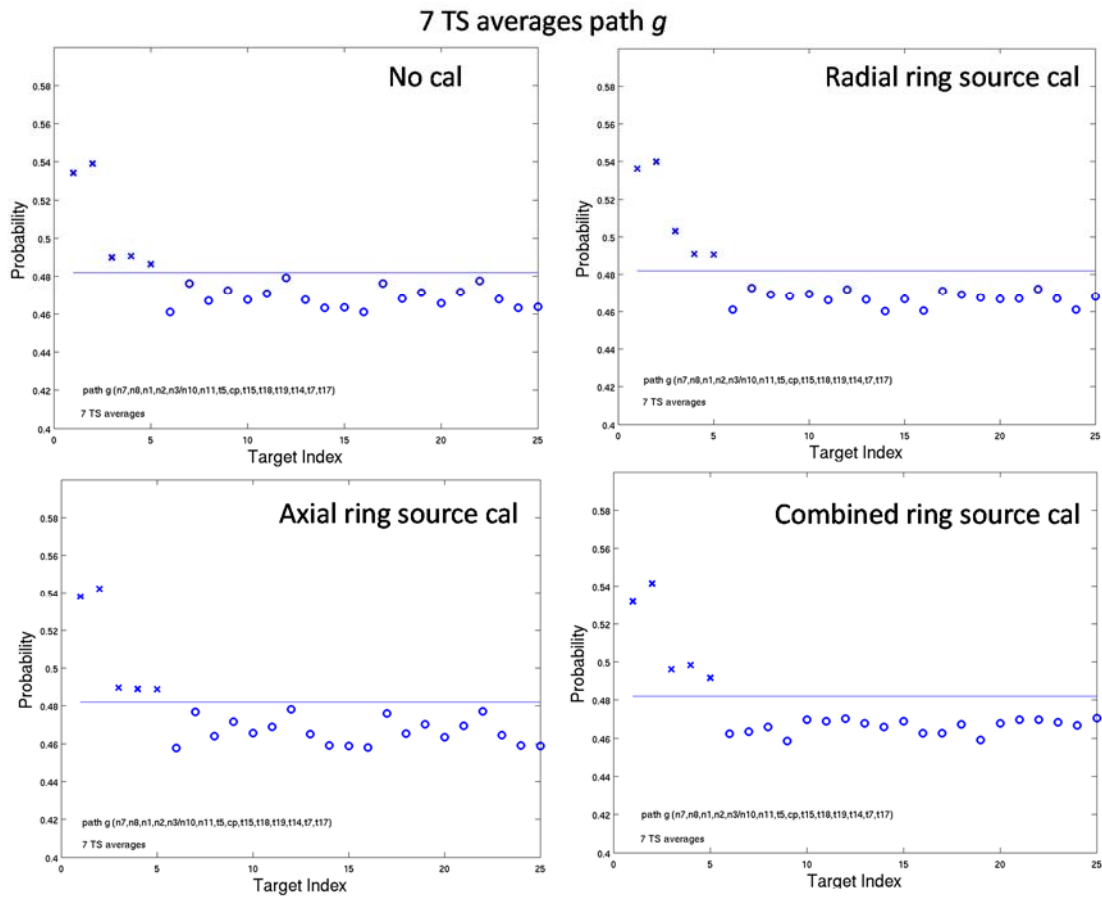 7 TS averages path g
No cal
0.58
0.56
0.54
0.52
0.5
0.48
0.46
0.44
0.42
0.4
Probability
path g (n7,n8,n1,n2,n3/n10,n11,t5,cp,t15,t18,t19,t14,t7,t17)
7 TS averages
0 5 10 15 20 25
Target Index
Radial ring source cal
0.58
0.56
0.54
0.52
0.5
0.48
0.46
0.44
0.42
0.4
Probability
path g (n7,n8,n1,n2,n3/n10,n11,t5,cp,t15,t18,t19,t14,t7,t17)
7 TS averages
0 5 10 15 20 25
Target Index
Axial ring source cal
0.58
0.56
0.54
0.52
0.5
0.48
0.46
0.44
0.42
0.4
Probability
path g (n7,n8,n1,n2,n3/n10,n11,t5,cp,t15,t18,t19,t14,t7,t17)
7 TS averages
0 5 10 15 20 25
Target Index
Combined ring source cal
0.58
0.56
0.54
0.52
0.5
0.48
0.46
0.44
0.42
0.4
Probability
path g (n7,n8,n1,n2,n3/n10,n11,t5,cp,t15,t18,t19,t14,t7,t17)
7 TS averages
0 5 10 15 20 25
Target Index